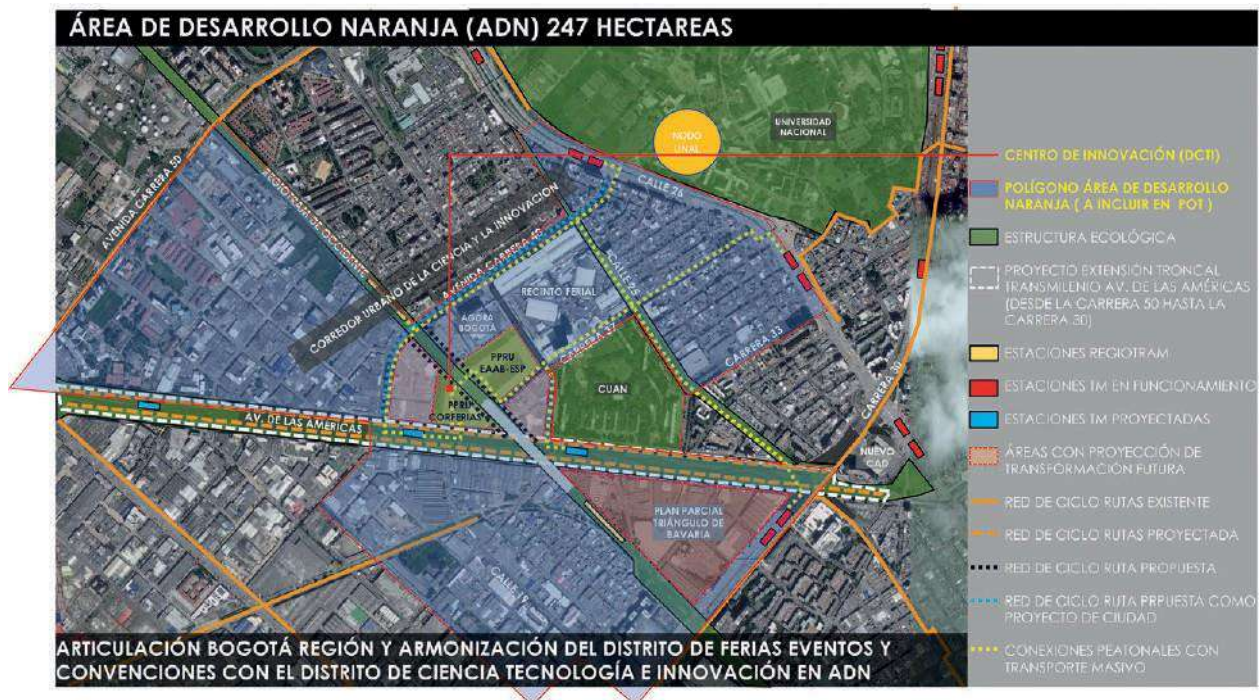 ÁREA DE DESARROLLO NARANJA (ADN) 247 HECTAREAS
AVENIDA CARRERA 50
REGIOTRAM DE OCCIDENTE
CORREDOR URBANO DE LA CIENCIA Y LA INNOVACION
AVENIDA CARRERA 40
CALLE 26
NODO
UNAL
UNIVERSIDAD
NACIONAL
RECINTO FERIAL
ÁGORA
BOGOTÁ
PPRU
EAAB-ESP
CARRERA 37
CUAN
CARRERA 33
CARRERA 30
PPRU
CORFERIAS
AV. DE LAS AMÉRICAS
NUEVO
CAD
PLAN PARCIAL
TRIÁNGULO DE
BAVARIA
CALLE 19
CENTRO DE INNOVACIÓN (DCTI)
POLÍGONO ÁREA DE DESARROLLO
NARANJA ( A INCLUIR EN POT )
ESTRUCTURA ECOLÓGICA
PROYECTO EXTENSIÓN TRONCAL
TRANSMILENIO AV. DE LAS AMÉRICAS
(DESDE LA CARRERA 50 HASTA LA
CARRERA 30)
ESTACIONES REGIOTRAM
ESTACIONES TM EN FUNCIONAMIENTO
ESTACIONES TM PROYECTADAS
ÁREAS CON PROYECCIÓN DE
TRANSFORMACIÓN FUTURA
RED DE CICLO RUTAS EXISTENTE
RED DE CICLO RUTAS PROYECTADA
RED DE CICLO RUTA PROPUESTA
RED DE CICLO RUTA PRPUESTA COMO
PROYECTO DE CIUDAD
CONEXIONES PEATONALES CON
TRANSPORTE MASIVO
ARTICULACIÓN BOGOTÁ REGIÓN Y ARMONIZACIÓN DEL DISTRITO DE FERIAS EVENTOS Y
CONVENCIONES CON EL DISTRITO DE CIENCIA TECNOLOGÍA E INNOVACIÓN EN ADN